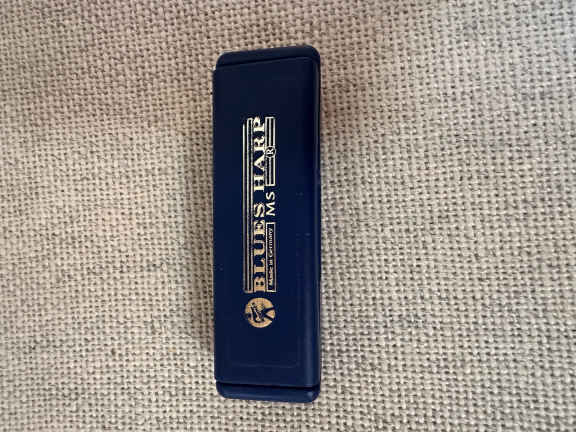 BLUES HARP
Made in Germany
MS
®